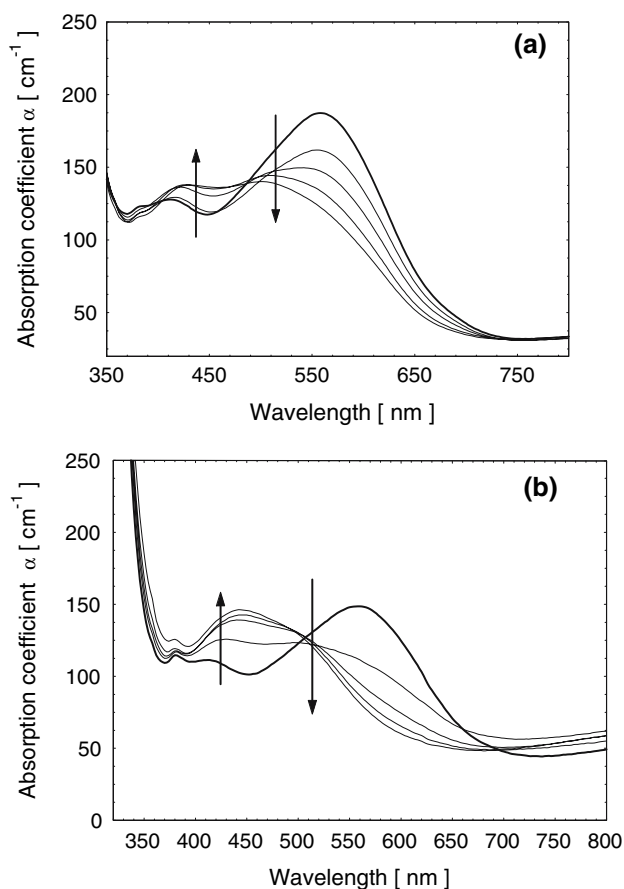 (a)
Absorption coefficient α [ cm⁻¹ ]
250
200
150
100
50
350 450 550 650 750
Wavelength [ nm ]
(b)
Absorption coefficient α [ cm⁻¹ ]
250
200
150
100
50
0
350 400 450 500 550 600 650 700 750 800
Wavelength [ nm ]